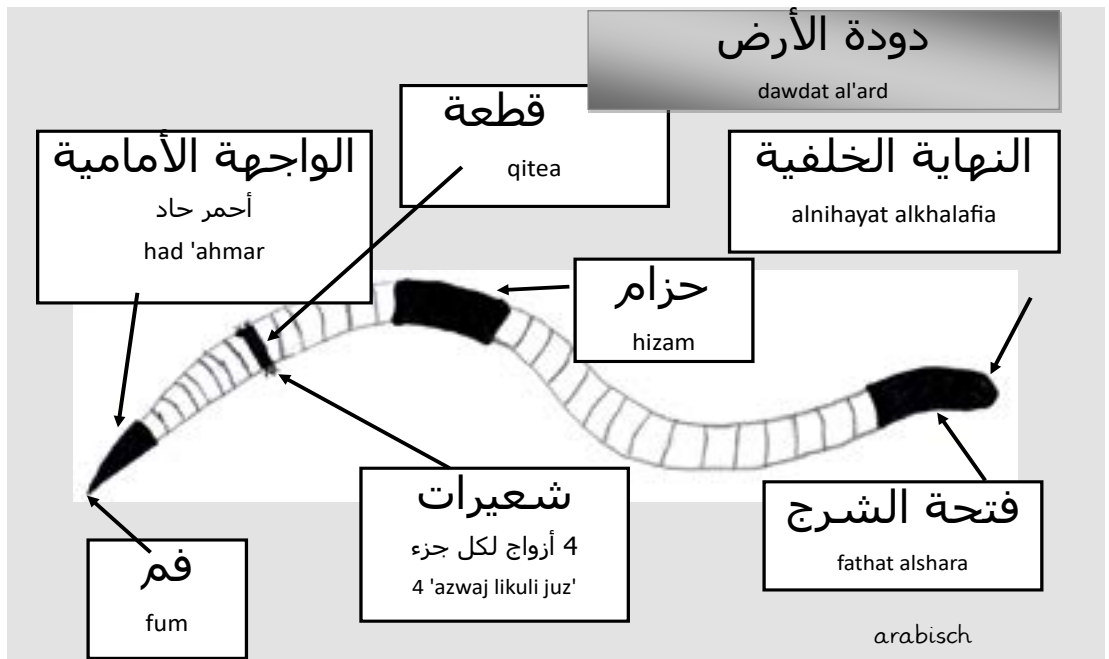 دودة الأرض
dawdat al'ard
قطعة
qitea
الواجهة الأمامية
أحمر حاد
had 'ahmar
النهاية الخلفية
alnihayat alkhalafia
حزام
hizam
شعيرات
4 أزواج لكل جزء
4 'azwaj likuli juz'
فتحة الشرج
fathat alshara
فم
fum
arabisch